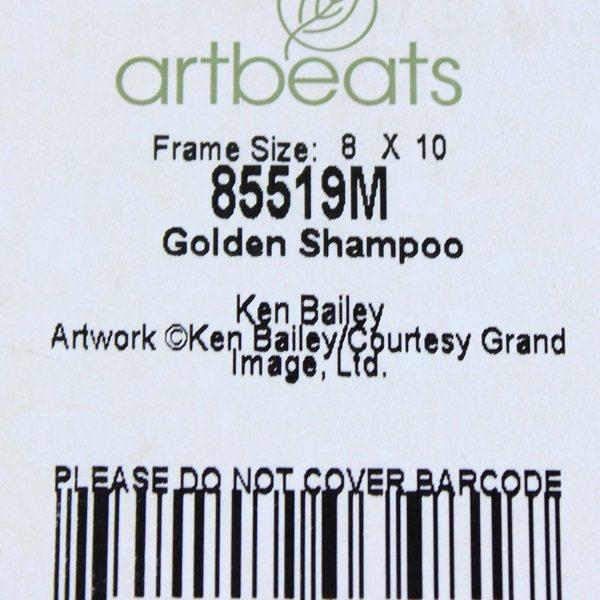 artbeats
Frame Size: 8 X 10
85519M
Golden Shampoo
Ken Bailey
Artwork ©Ken Bailey/Courtesy Grand
Image, Ltd.
PLEASE DO NOT COVER BARCODE